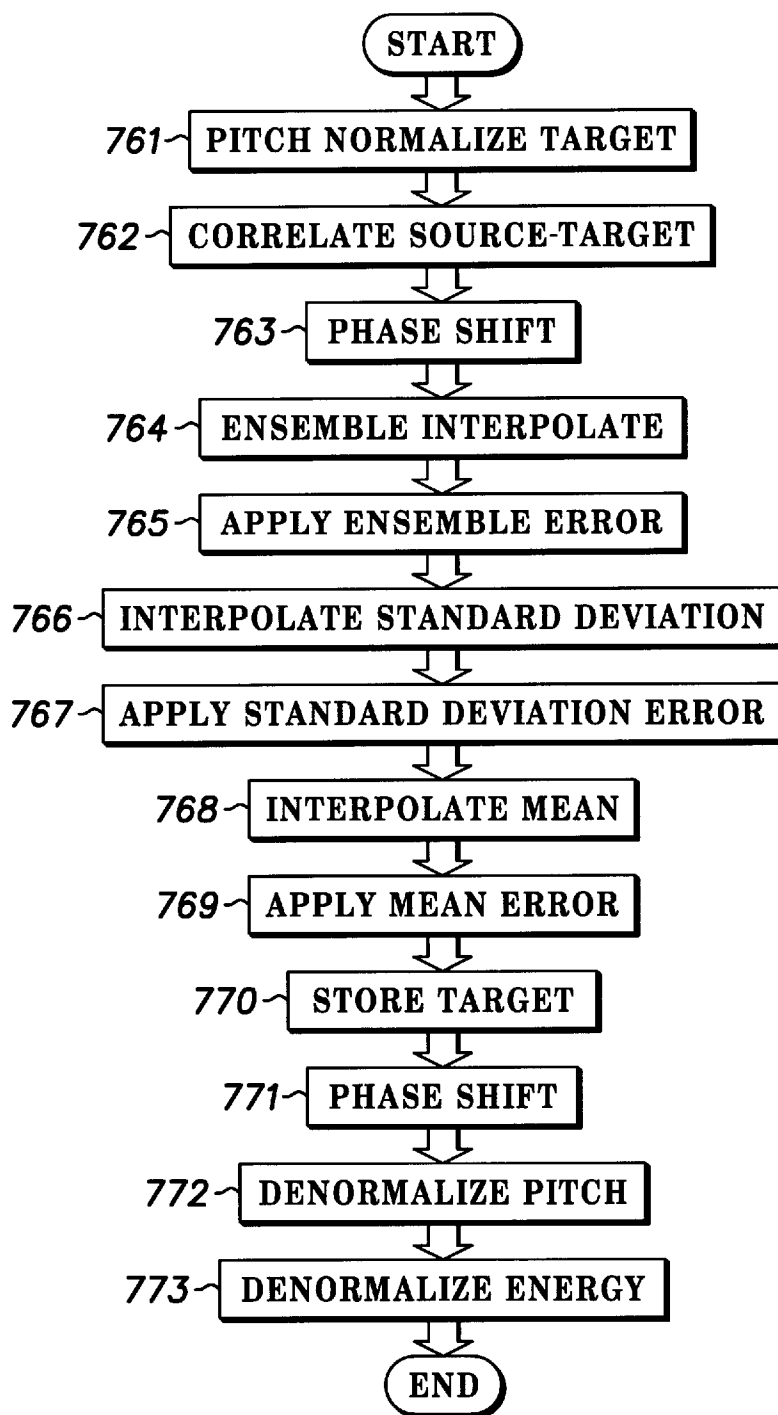 START
761 PITCH NORMALIZE TARGET
762 CORRELATE SOURCE-TARGET
763 PHASE SHIFT
764 ENSEMBLE INTERPOLATE
765 APPLY ENSEMBLE ERROR
766 INTERPOLATE STANDARD DEVIATION
767 APPLY STANDARD DEVIATION ERROR
768 INTERPOLATE MEAN
769 APPLY MEAN ERROR
770 STORE TARGET
771 PHASE SHIFT
772 DENORMALIZE PITCH
773 DENORMALIZE ENERGY
END